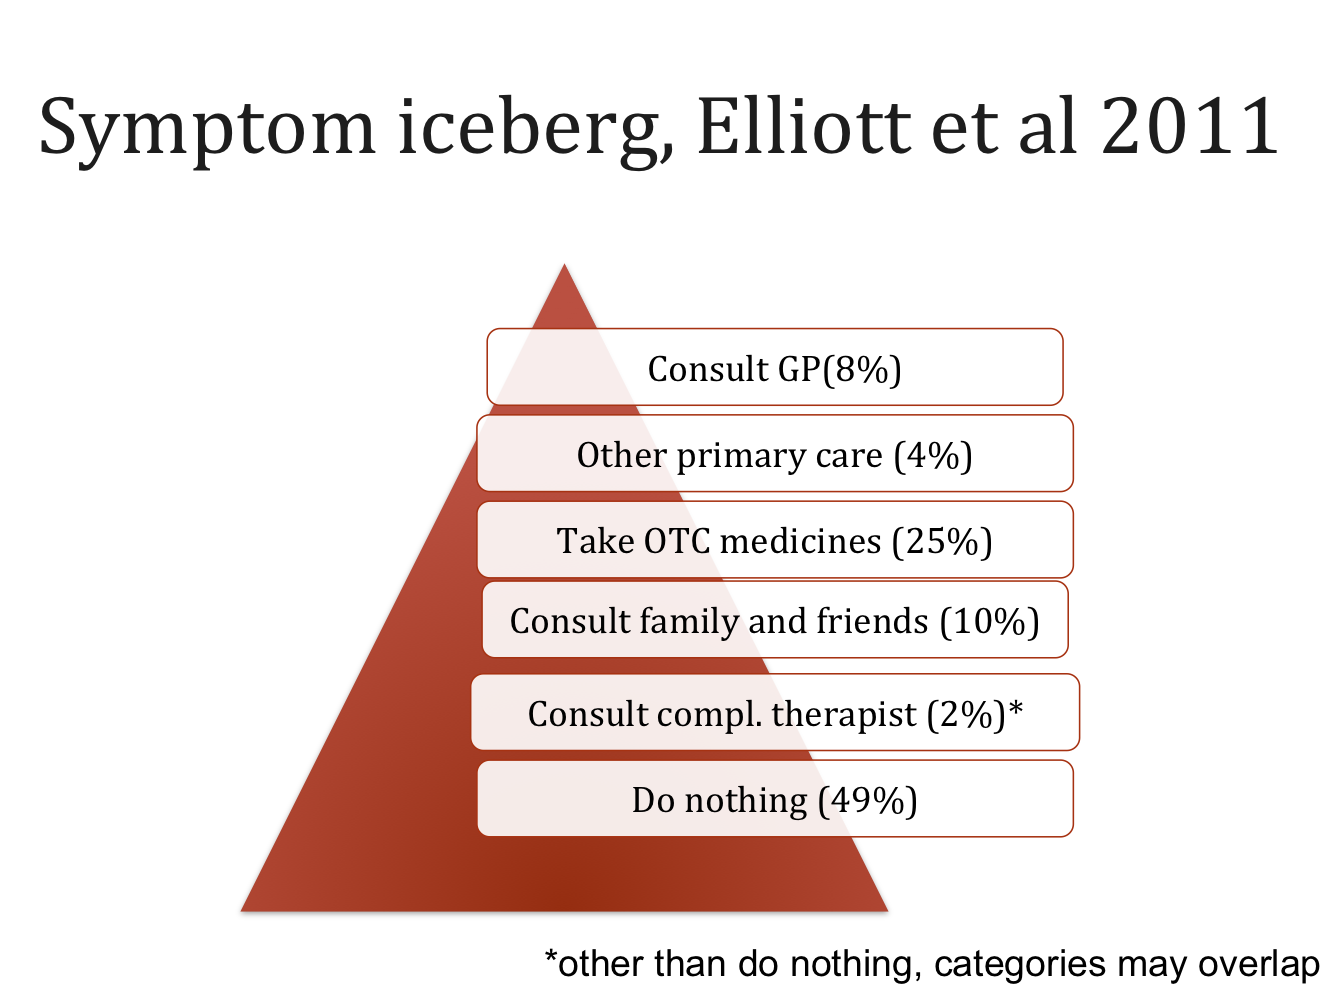 Symptom iceberg, Elliott et al 2011
Consult GP(8%)
Other primary care (4%)
Take OTC medicines (25%)
Consult family and friends (10%)
Consult compl. therapist (2%)*
Do nothing (49%)
*other than do nothing, categories may overlap